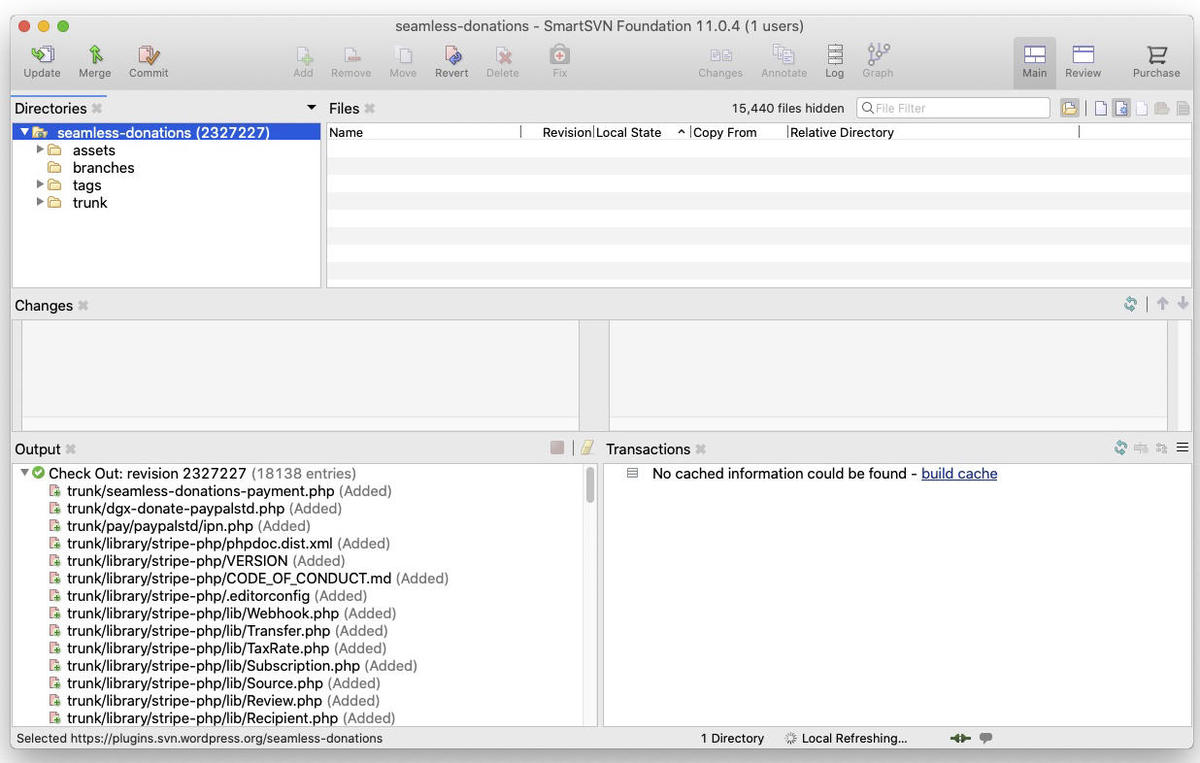 seamless-donations - SmartSVN Foundation 11.0.4 (1 users)
Update Merge Commit Add Remove Move Revert Delete Fix Changes Annotate Log Graph Main Review Purchase
Directories Files 15,440 files hidden File Filter
seamless-donations (2327227) Name Revision Local State Copy From Relative Directory
assets
branches
tags
trunk
Changes
Output Transactions
Check Out: revision 2327227 (18138 entries) No cached information could be found - build cache
trunk/seamless-donations-payment.php (Added)
trunk/dgx-donate-paypalstd.php (Added)
trunk/pay/paypalstd/ipn.php (Added)
trunk/library/stripe-php/phpdoc.dist.xml (Added)
trunk/library/stripe-php/VERSION (Added)
trunk/library/stripe-php/CODE_OF_CONDUCT.md (Added)
trunk/library/stripe-php/.editorconfig (Added)
trunk/library/stripe-php/lib/Webhook.php (Added)
trunk/library/stripe-php/lib/Transfer.php (Added)
trunk/library/stripe-php/lib/TaxRate.php (Added)
trunk/library/stripe-php/lib/Subscription.php (Added)
trunk/library/stripe-php/lib/Source.php (Added)
trunk/library/stripe-php/lib/Review.php (Added)
trunk/library/stripe-php/lib/Recipient.php (Added)
Selected https://plugins.svn.wordpress.org/seamless-donations 1 Directory Local Refreshing...